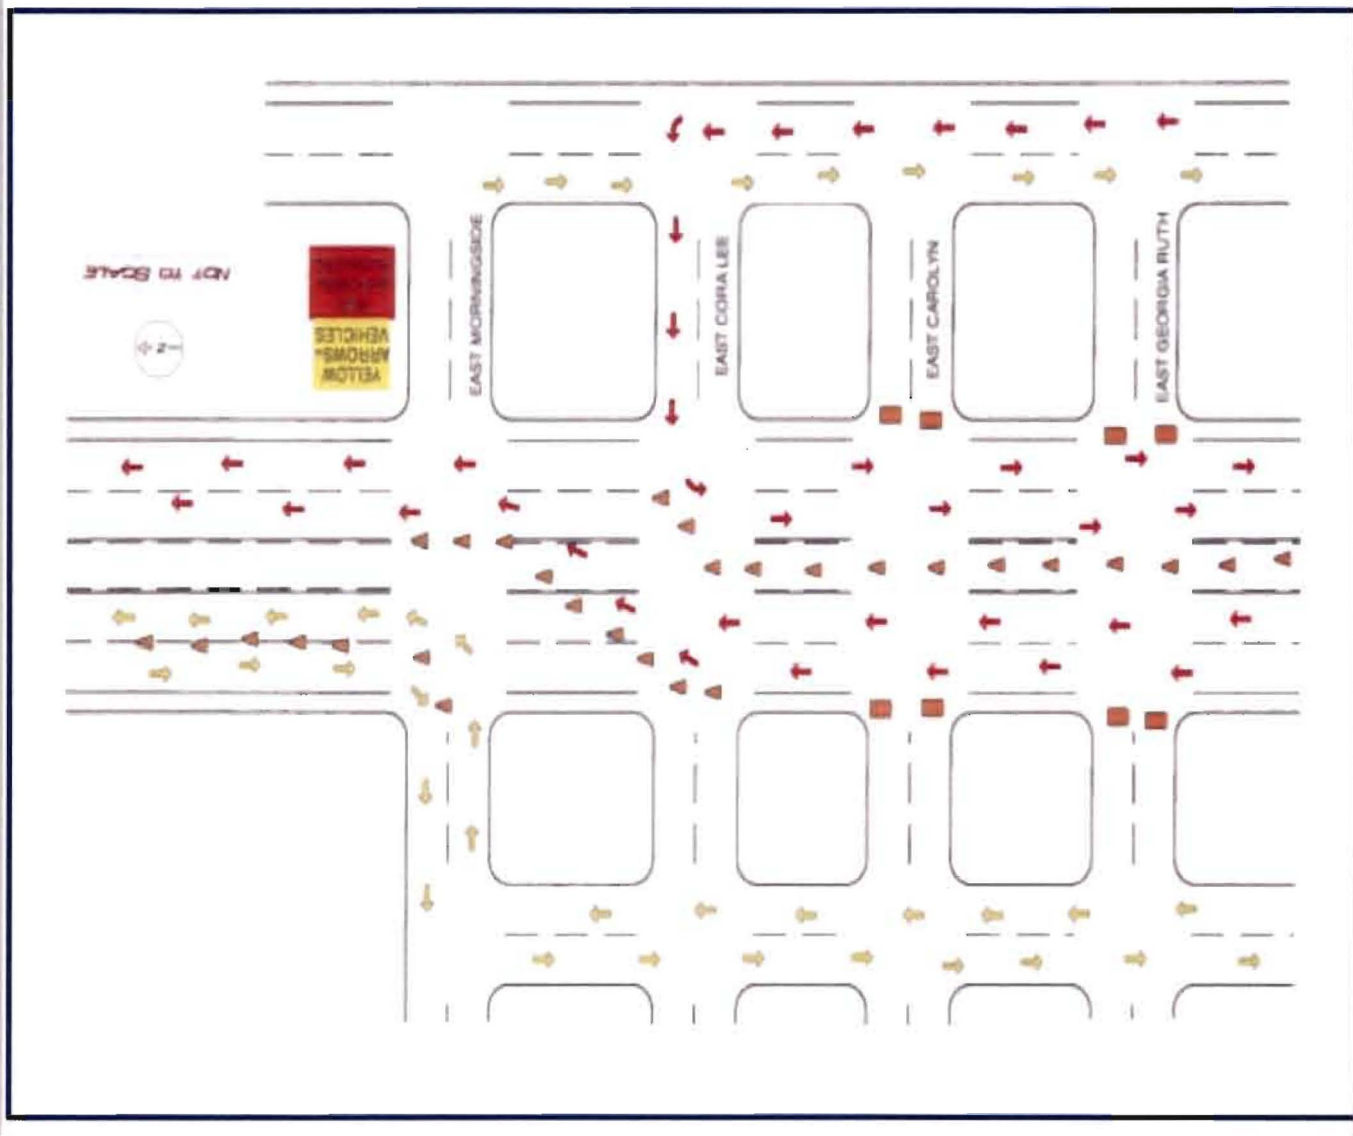 NOT TO SCALE
Z
YELLOW
ARROWS=
VEHICLES
EAST MORNINGSIDE
EAST CORA LEE
EAST CAROLYN
EAST GEORGIA RUTH